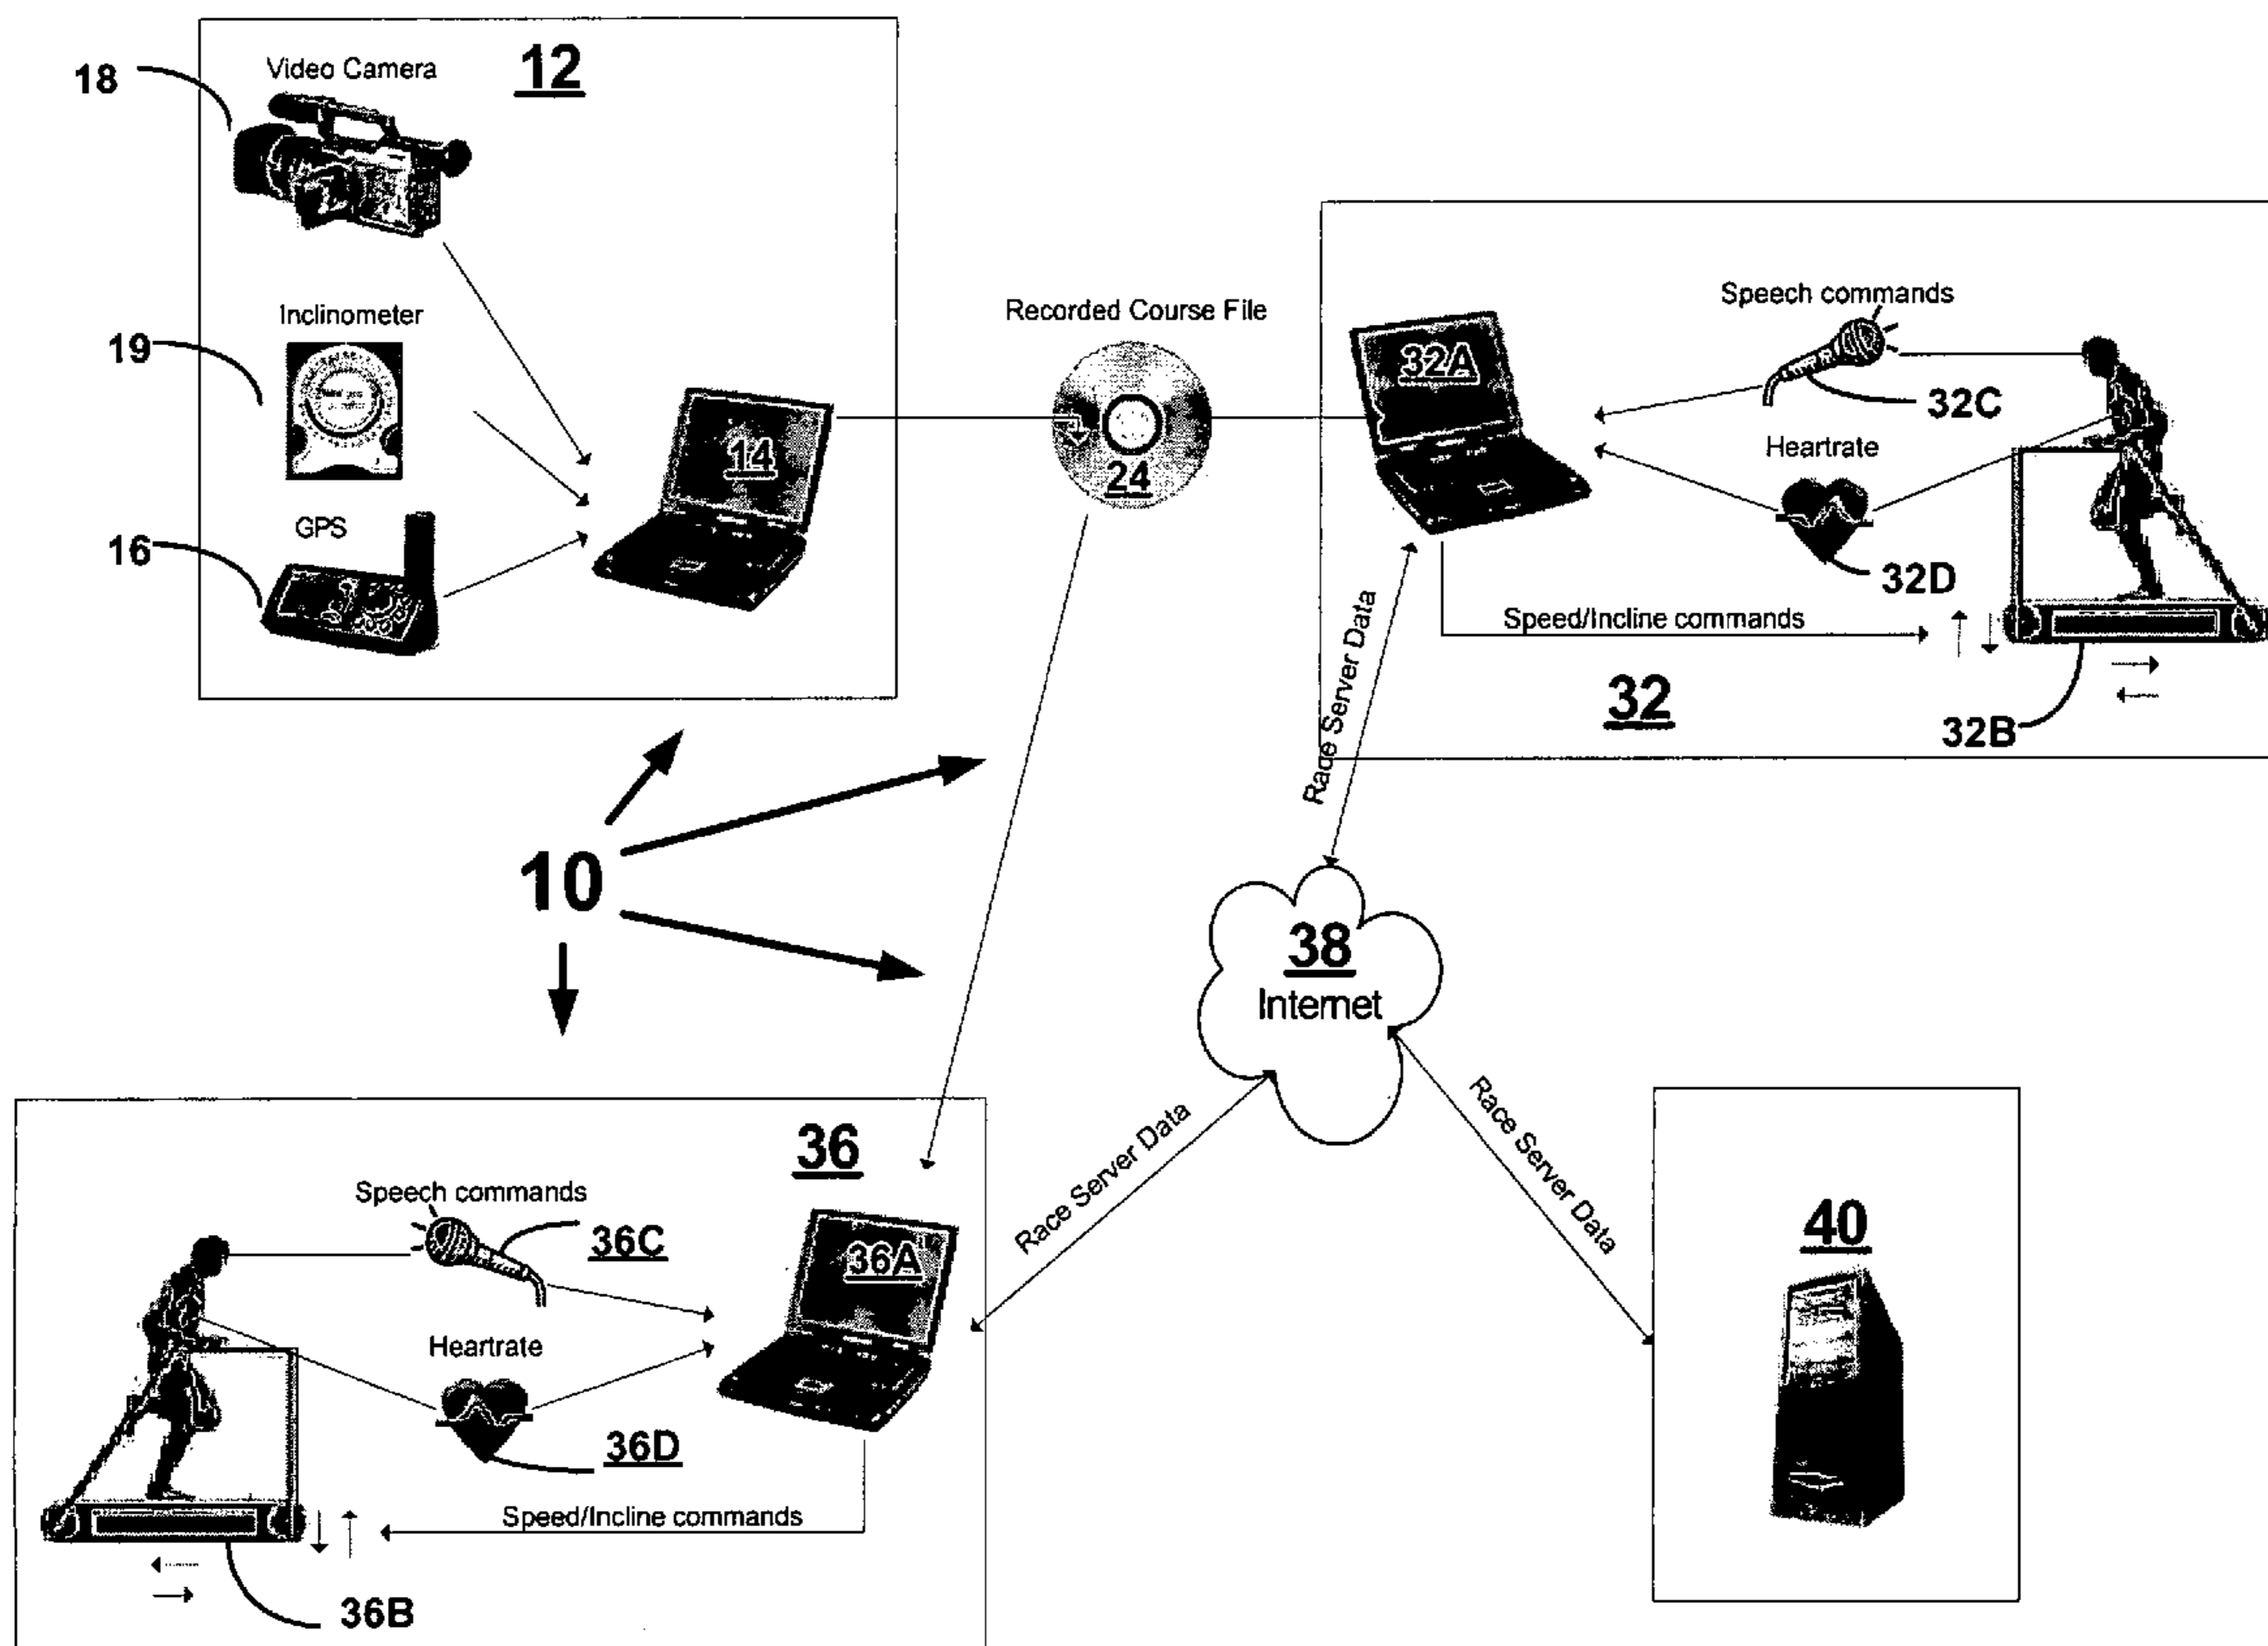 12
18
Video Camera
Inclinometer
19
GPS
16
14
Recorded Course File
24
32A
Speech commands
32C
Heartrate
32D
Speed/Incline commands
32
32B
Race Server Data
10
38
Internet
Race Server Data
Race Server Data
36
Speech commands
36C
36A
Heartrate
36D
Speed/Incline commands
36B
40